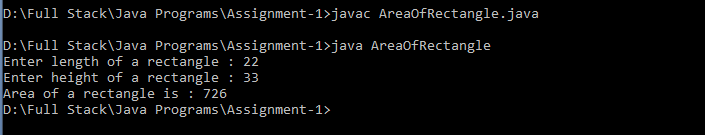 D:\Full Stack\Java Programs\Assignment-1>javac AreaOfRectangle.java
D:\Full Stack\Java Programs\Assignment-1>java AreaOfRectangle
Enter length of a rectangle : 22
Enter height of a rectangle : 33
Area of a rectangle is : 726
D:\Full Stack\Java Programs\Assignment-1>